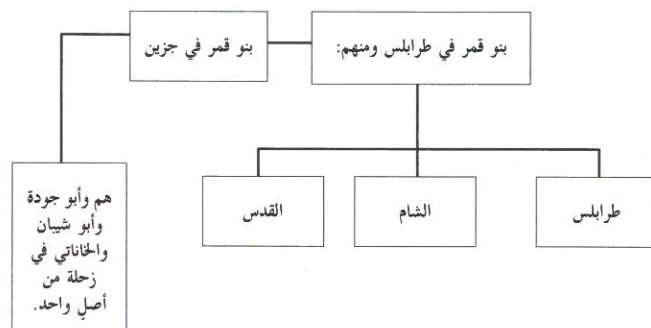 بنو قمر في طرابلس ومنهم:
بنو قمر في جزين
طرابلس
الشام
القدس
هم وأبو جودة
وأبو شيبان
والخاناتي في
زحلة من
أصلٍ واحد.